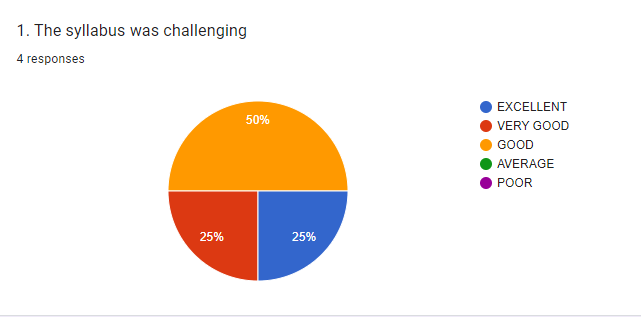 1. The syllabus was challenging
4 responses
50%
25%
25%
EXCELLENT
VERY GOOD
GOOD
AVERAGE
POOR